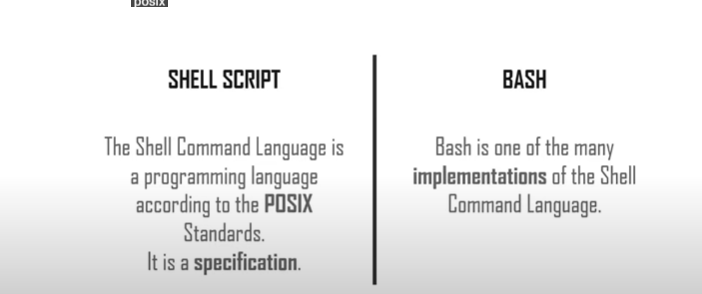 posix
SHELL SCRIPT
The Shell Command Language is
a programming language
according to the POSIX
Standards.
It is a specification.
BASH
Bash is one of the many
implementations of the Shell
Command Language.